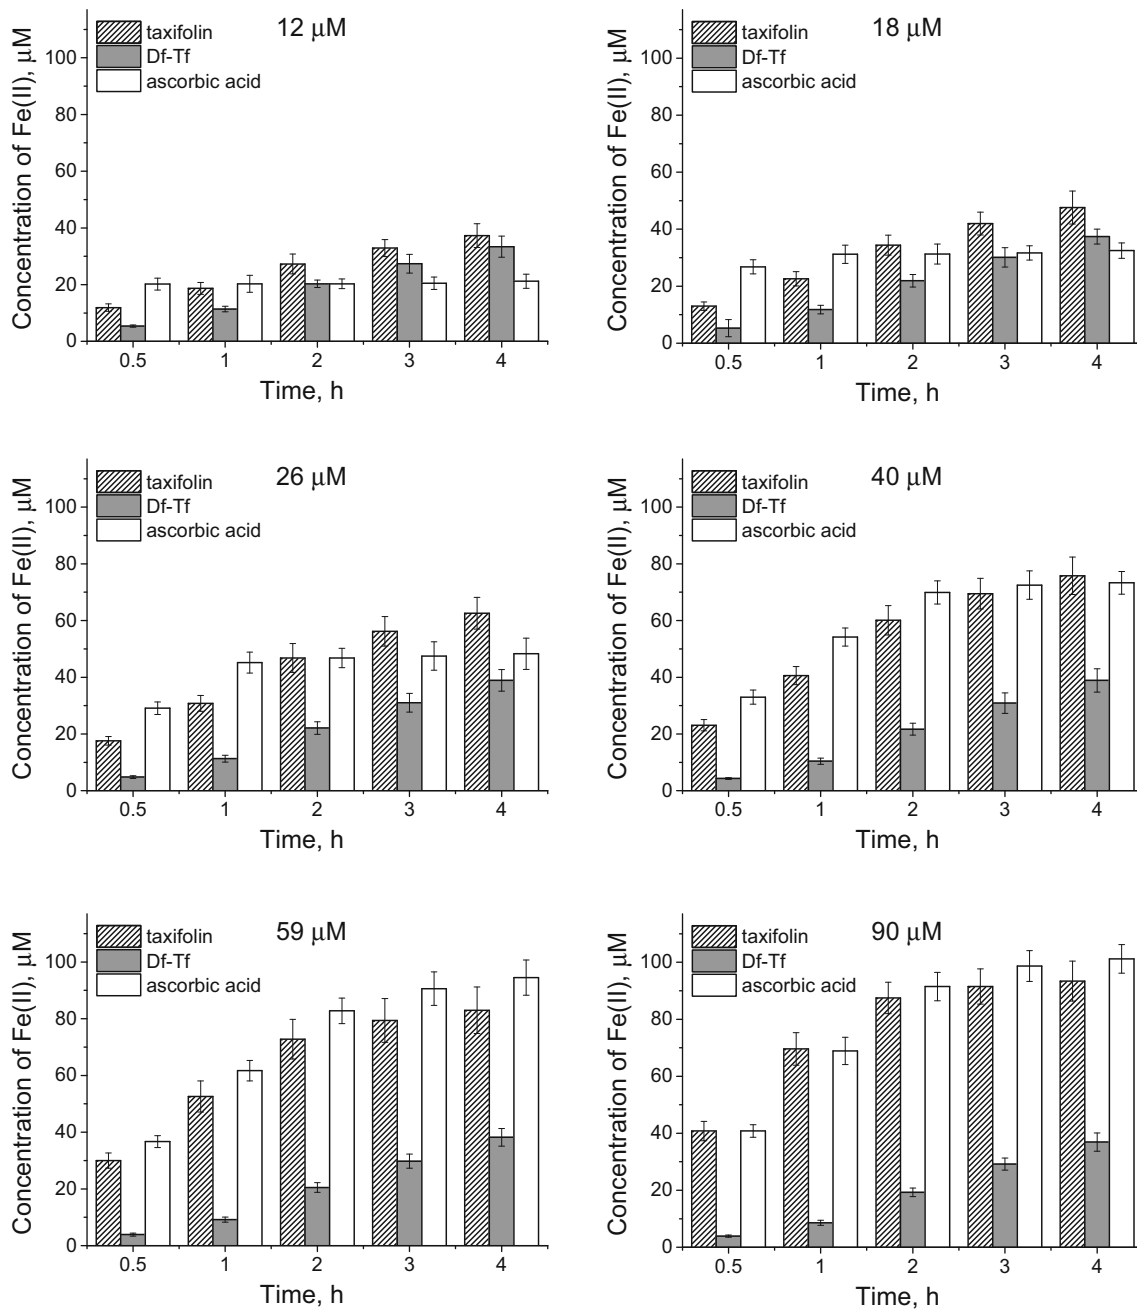 12 μM
taxifolin
Df-Tf
ascorbic acid
Concentration of Fe(II), μM
100
80
60
40
20
0
0.5 1 2 3 4
Time, h
18 μM
taxifolin
Df-Tf
ascorbic acid
Concentration of Fe(II), μM
100
80
60
40
20
0
0.5 1 2 3 4
Time, h
26 μM
taxifolin
Df-Tf
ascorbic acid
Concentration of Fe(II), μM
100
80
60
40
20
0
0.5 1 2 3 4
Time, h
40 μM
taxifolin
Df-Tf
ascorbic acid
Concentration of Fe(II), μM
100
80
60
40
20
0
0.5 1 2 3 4
Time, h
59 μM
taxifolin
Df-Tf
ascorbic acid
Concentration of Fe(II), μM
100
80
60
40
20
0
0.5 1 2 3 4
Time, h
90 μM
taxifolin
Df-Tf
ascorbic acid
Concentration of Fe(II), μM
100
80
60
40
20
0
0.5 1 2 3 4
Time, h